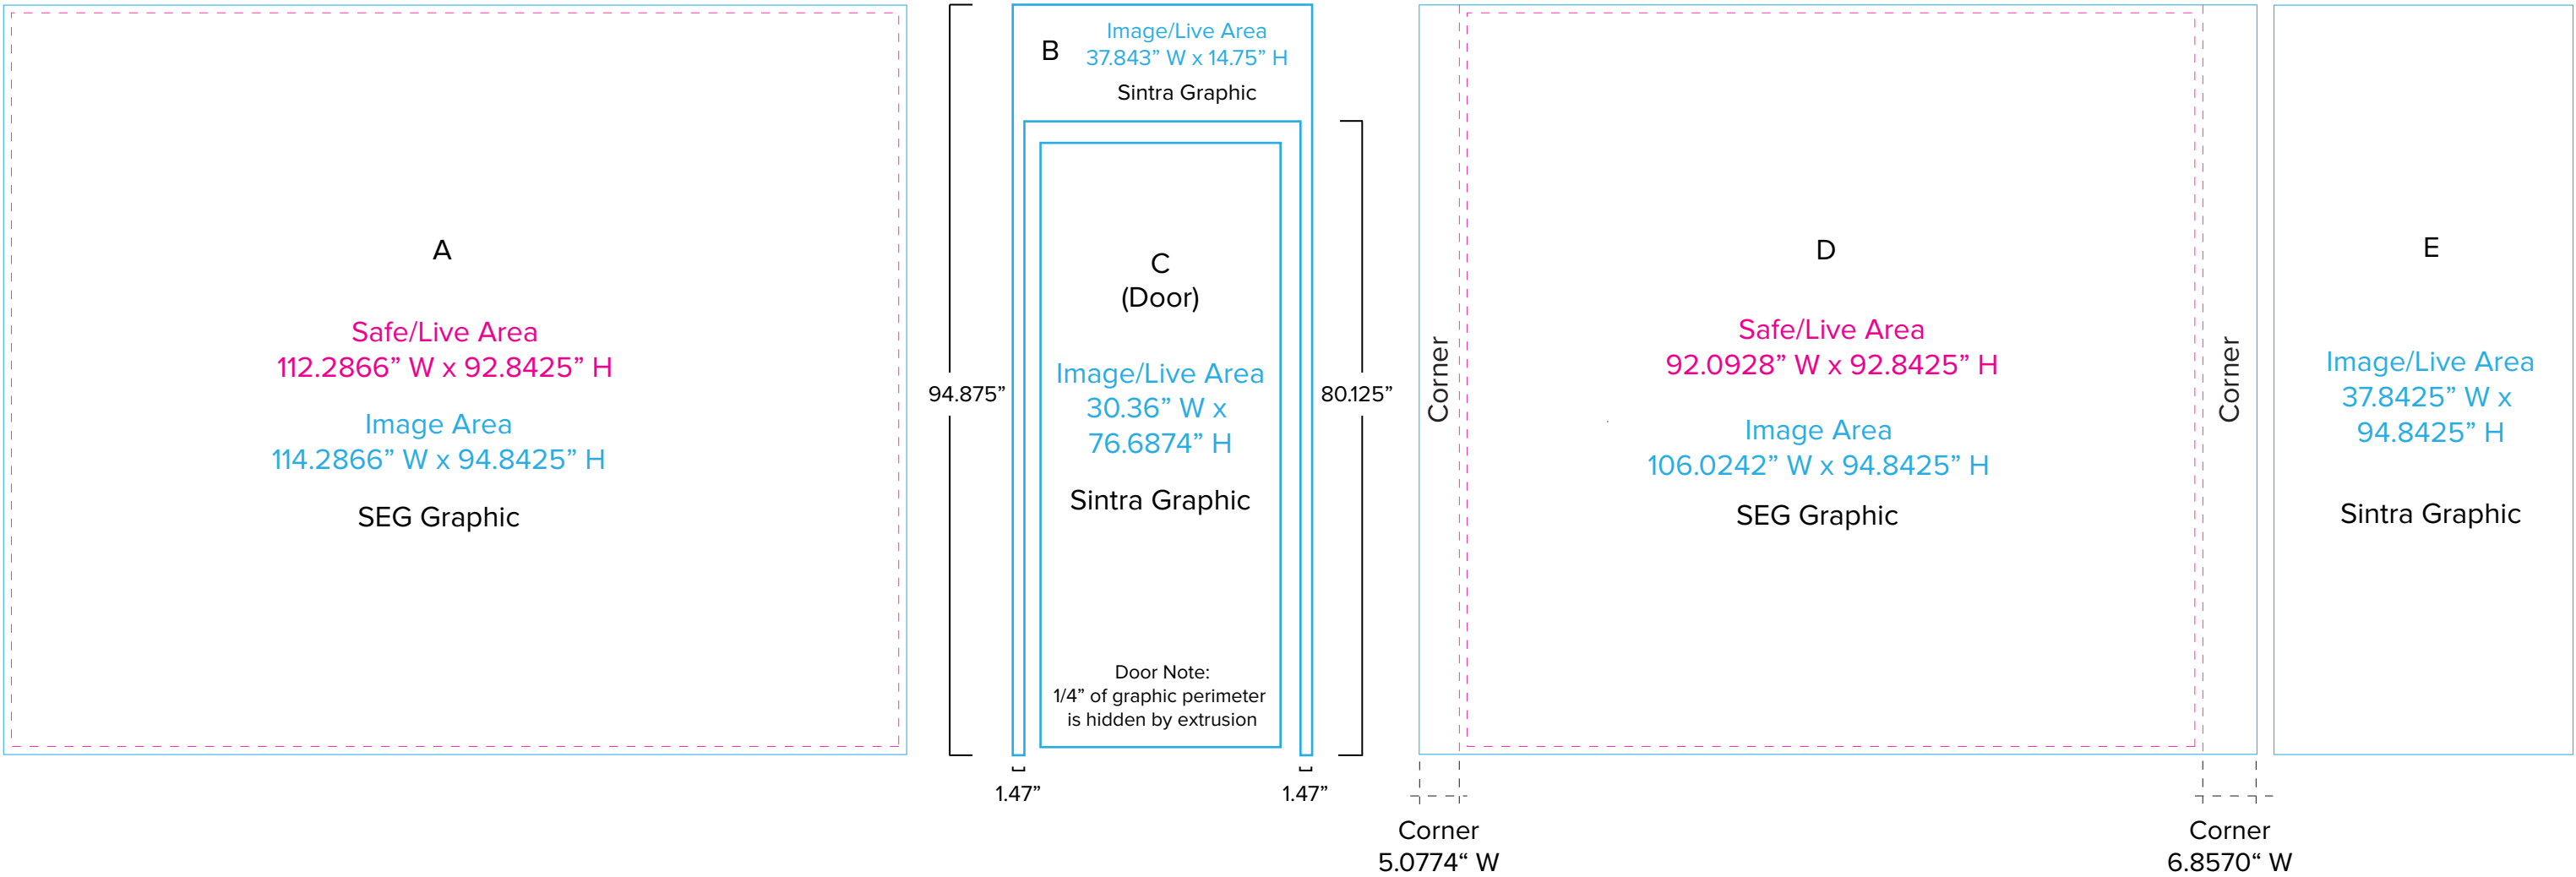 A
Safe/Live Area
112.2866” W x 92.8425” H
Image Area
114.2866” W x 94.8425” H
SEG Graphic
94.875”
B
Image/Live Area
37.843” W x 14.75” H
Sintra Graphic
C
(Door)
Image/Live Area
30.36” W x
76.6874” H
Sintra Graphic
Door Note:
1/4” of graphic perimeter
is hidden by extrusion
1.47”
1.47”
80.125”
Corner
D
Safe/Live Area
92.0928” W x 92.8425” H
Image Area
106.0242” W x 94.8425” H
SEG Graphic
Corner
Corner
5.0774“ W
Corner
6.8570“ W
E
Image/Live Area
37.8425” W x
94.8425” H
Sintra Graphic